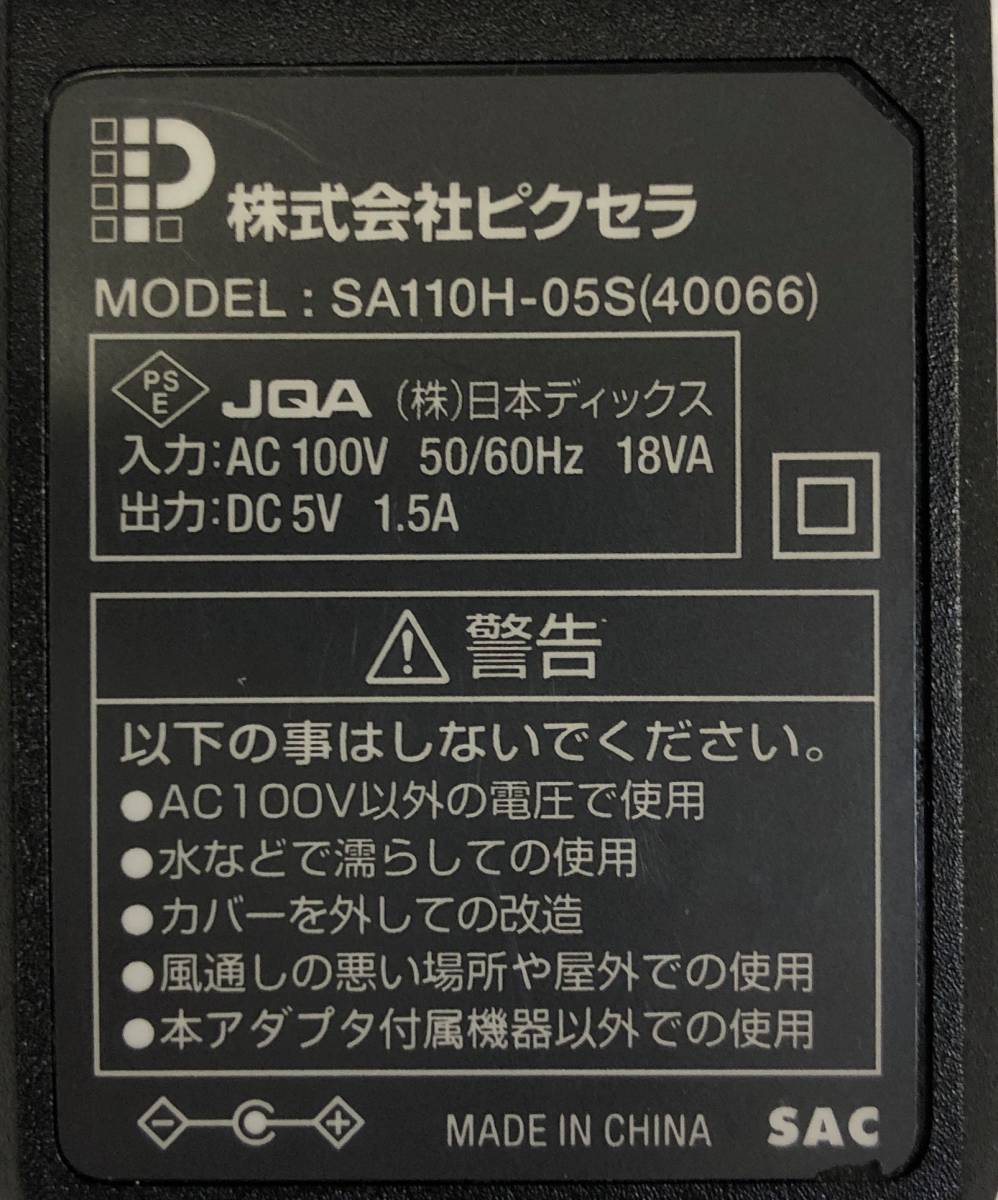 株式会社ピクセラ
MODEL : SA110H-05S(40066)
PS
E
JQA (株)日本ディックス
入力:AC 100V 50/60Hz 18VA
出力:DC 5V 1.5A
警告
以下の事はしないでください。
●AC100V以外の電圧で使用
●水などで濡らしての使用
●カバーを外しての改造
●風通しの悪い場所や屋外での使用
●本アダプタ付属機器以外での使用
MADE IN CHINA SAC